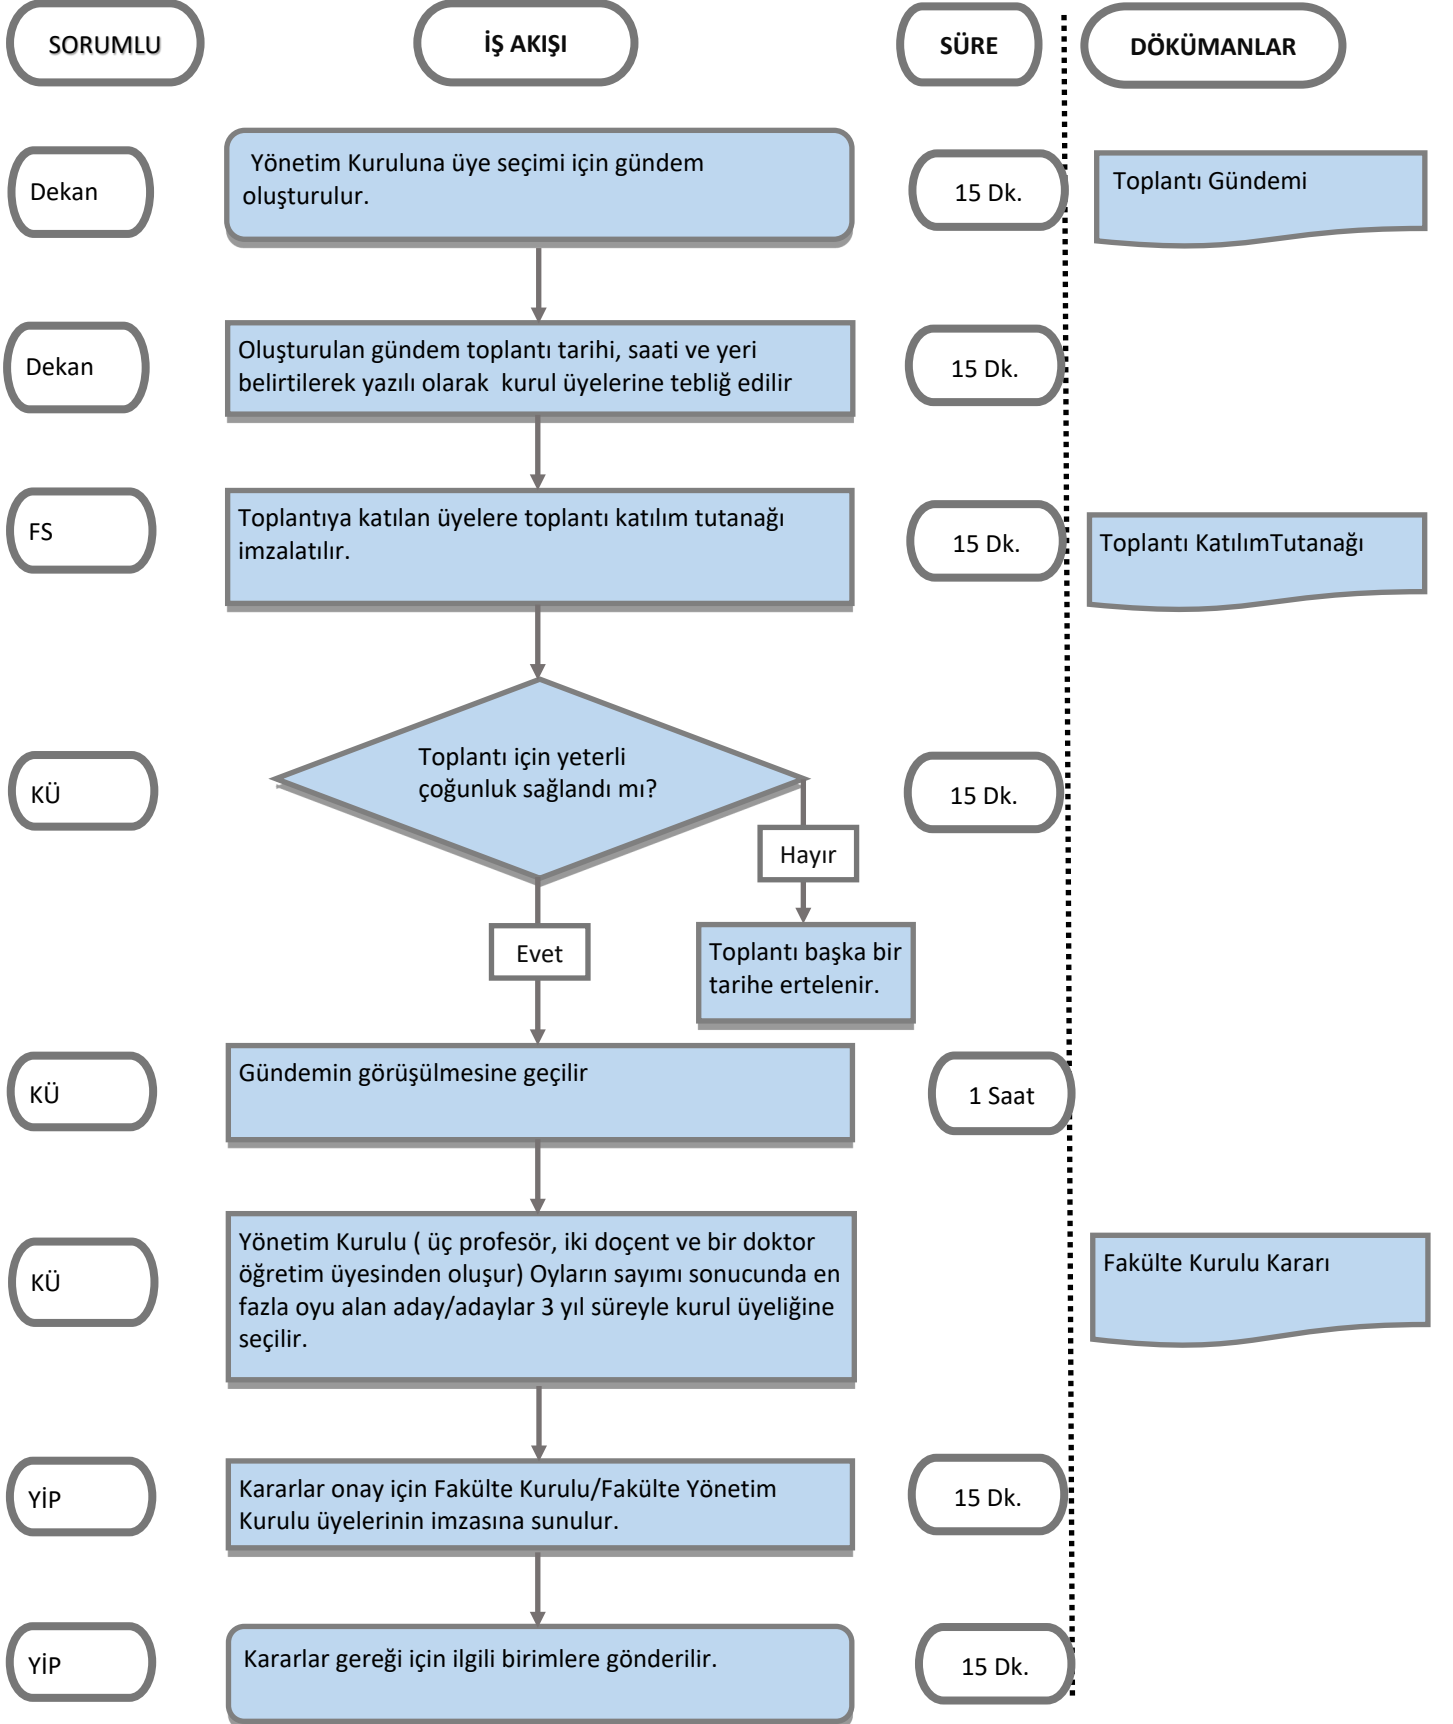 SORUMLU
İŞ AKIŞI
SÜRE
DÖKÜMANLAR
Dekan
Yönetim Kuruluna üye seçimi için gündem
oluşturulur.
15 Dk.
Toplantı Gündemi
Dekan
Oluşturulan gündem toplantı tarihi, saati ve yeri
belirtilerek yazılı olarak  kurul üyelerine tebliğ edilir
15 Dk.
FS
Toplantıya katılan üyelere toplantı katılım tutanağı
imzalatılır.
15 Dk.
Toplantı KatılımTutanağı
KÜ
Toplantı için yeterli
çoğunluk sağlandı mı?
15 Dk.
Hayır
Evet
Toplantı başka bir
tarihe ertelenir.
KÜ
Gündemin görüşülmesine geçilir
1 Saat
KÜ
Yönetim Kurulu ( üç profesör, iki doçent ve bir doktor
öğretim üyesinden oluşur) Oyların sayımı sonucunda en
fazla oyu alan aday/adaylar 3 yıl süreyle kurul üyeliğine
seçilir.
Fakülte Kurulu Kararı
YİP
Kararlar onay için Fakülte Kurulu/Fakülte Yönetim
Kurulu üyelerinin imzasına sunulur.
15 Dk.
YİP
Kararlar gereği için ilgili birimlere gönderilir.
15 Dk.